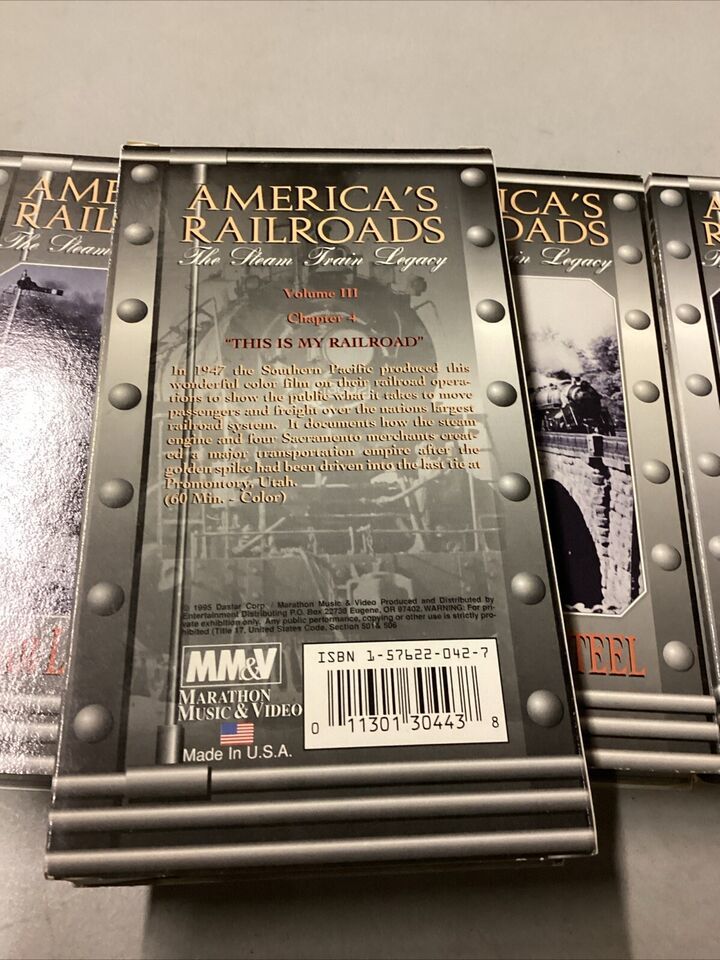 AMERICA'S
RAILROADS
The Steam Train Legacy
Volume III
Chapter 4
"THIS IS MY RAILROAD"
In 1947 the Southern Pacific produced this
wonderful color film on their railroad opera-
tions to show the public what it takes to move
passengers and freight over the nations largest
railroad system. It documents how the steam
engine and four Sacramento merchants creat-
ed a major transportation empire after the
golden spike had been driven into the last tie at
Promontory, Utah.
(60 Min. - Color)
© 1995 Dastar Corp. / Marathon Music & Video Produced and Distributed by
Entertainment Distributing P.O. Box 22738 Eugene, OR 97402. WARNING: For pri-
vate exhibition only. Any public performance, copying or other use is strictly pro-
hibited (Title 17, United States Code, Section 501& 506
MM&V
MARATHON
MUSIC & VIDEO
Made In U.S.A.
ISBN 1-57622-042-7
0 11301 30443 8
AME
RAIL
The Steam
L
ICA'S
OADS
in Legacy
TEEL
A
R